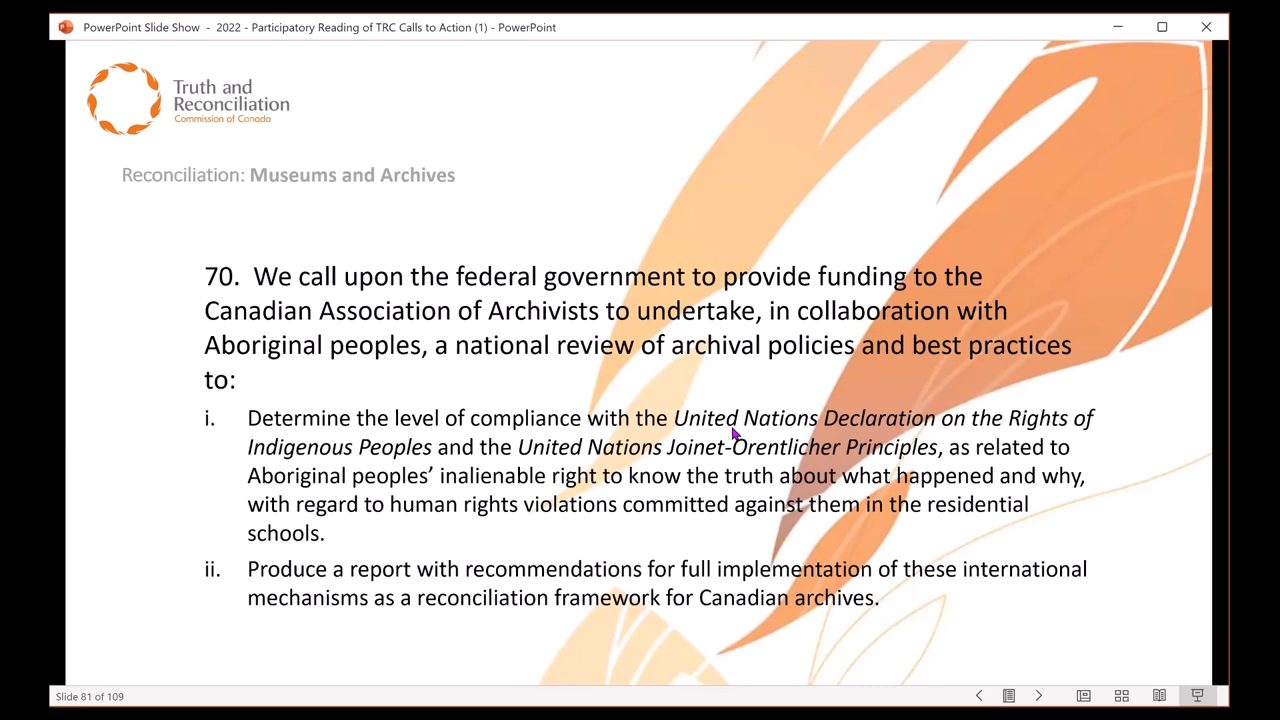 PowerPoint Slide Show - 2022 - Participatory Reading of TRC Calls to Action (1) - PowerPoint
Truth and
Reconciliation
Commission of Canada
Reconciliation: Museums and Archives
70. We call upon the federal government to provide funding to the
Canadian Association of Archivists to undertake, in collaboration with
Aboriginal peoples, a national review of archival policies and best practices
to:
i. Determine the level of compliance with the United Nations Declaration on the Rights of
Indigenous Peoples and the United Nations Joinet-Orentlicher Principles, as related to
Aboriginal peoples’ inalienable right to know the truth about what happened and why,
with regard to human rights violations committed against them in the residential
schools.
ii. Produce a report with recommendations for full implementation of these international
mechanisms as a reconciliation framework for Canadian archives.
Slide 81 of 109